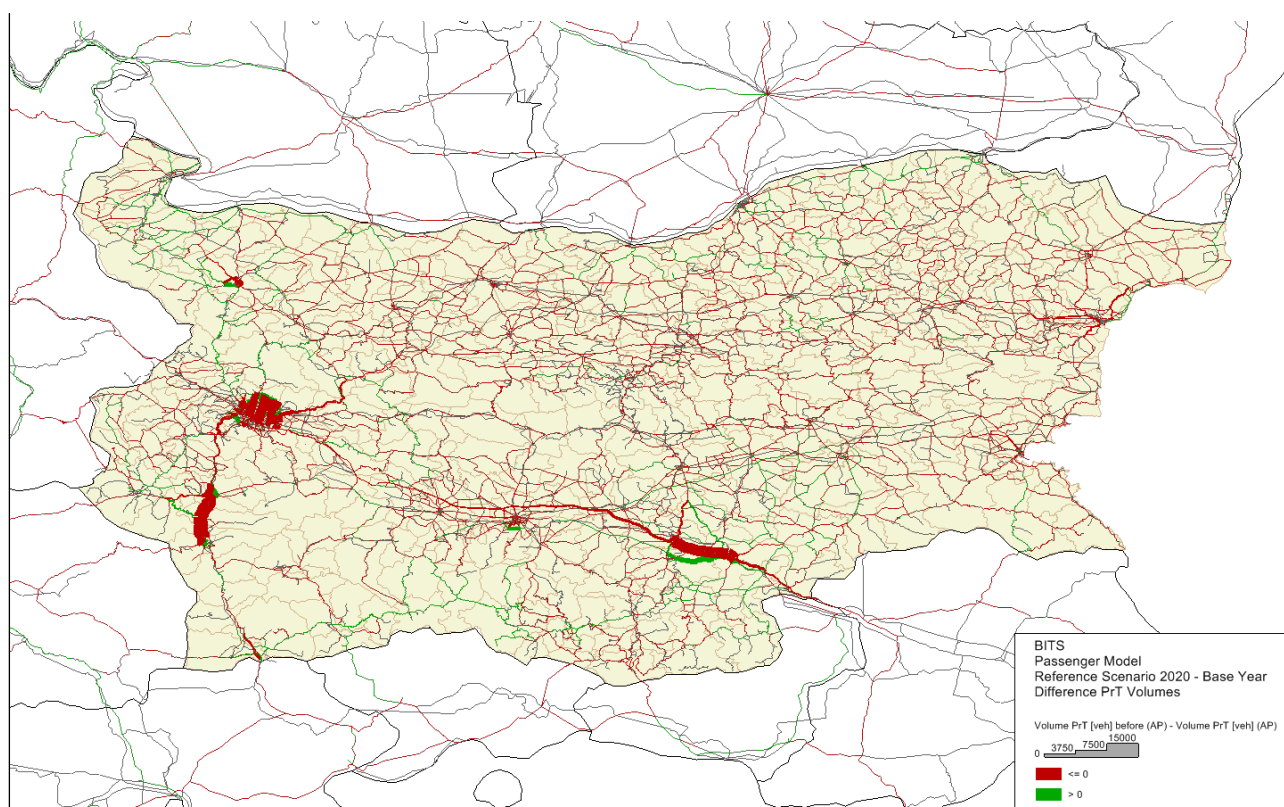 BITS
Passenger Model
Reference Scenario 2020 - Base Year
Difference PrT Volumes
Volume PrT [veh] before (AP) - Volume PrT [veh] (AP)
0 3750 7500 15000
<= 0
> 0